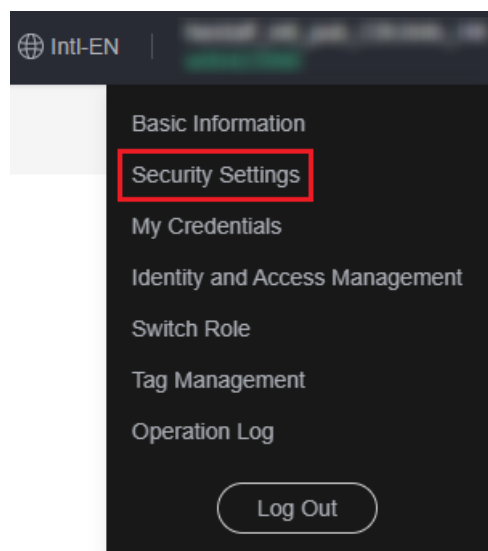 Intl-EN
Basic Information
Security Settings
My Credentials
Identity and Access Management
Switch Role
Tag Management
Operation Log
Log Out